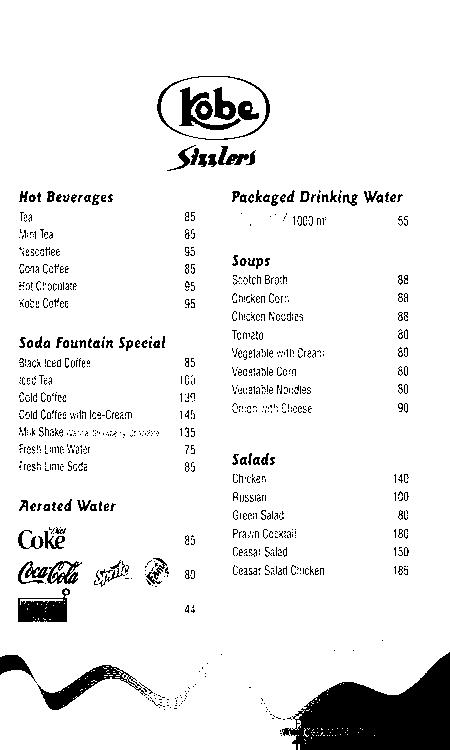 Kobe
Sizzlers
Hot Beverages
Tea 85
Mint Tea 85
Nescoffee 95
Cona Coffee 85
Hot Chocolate 95
Kobe Coffee 95
Soda Fountain Special
Black Iced Coffee 85
Iced Tea 100
Cold Coffee 139
Cold Coffee with Ice-Cream 145
Milk Shake 135
Fresh Lime Water 75
Fresh Lime Soda 85
Aerated Water
Diet
Coke 85
Coca-Cola Sprite 80
44
Packaged Drinking Water
1000 ml 55
Soups
Scotch Broth 88
Chicken Corn 88
Chicken Noodles 88
Tomato 80
Vegetable with Cream 80
Vegetable Corn 80
Vegetable Noodles 80
Onion with Cheese 90
Salads
Chicken 140
Russian 100
Green Salad 80
Prawn Cocktail 180
Ceasar Salad 150
Ceasar Salad Chicken 185